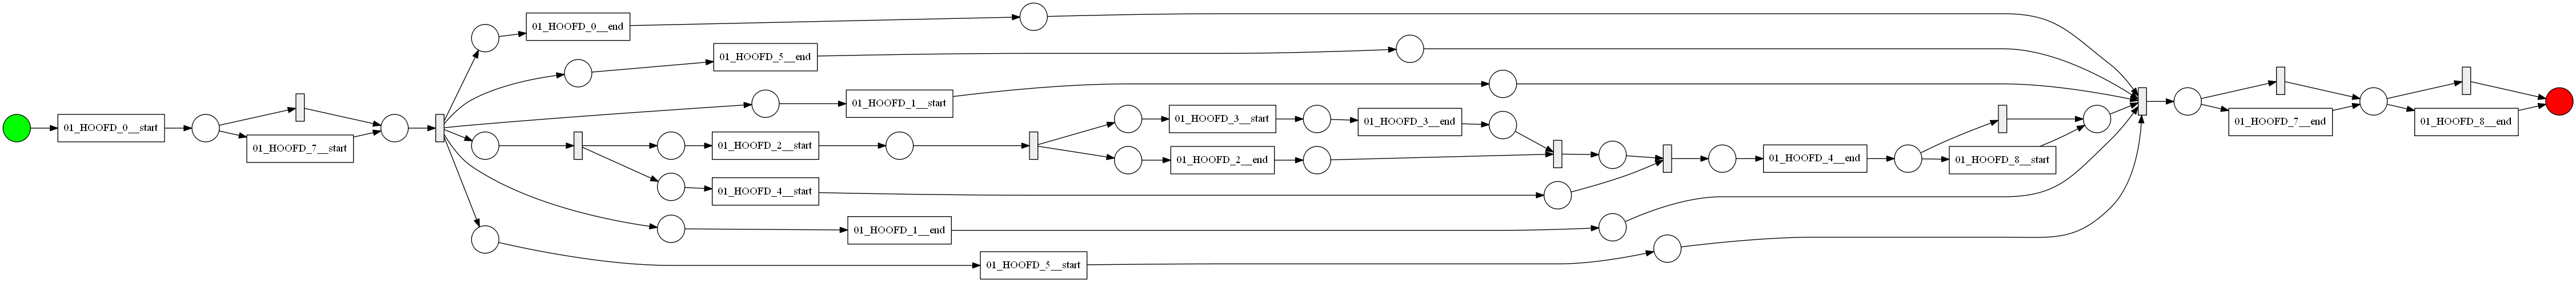 01_HOOFD_0__start
01_HOOFD_7__start
01_HOOFD_0__end
01_HOOFD_5__end
01_HOOFD_1__start
01_HOOFD_2__start
01_HOOFD_4__start
01_HOOFD_1__end
01_HOOFD_5__start
01_HOOFD_3__start
01_HOOFD_2__end
01_HOOFD_3__end
01_HOOFD_4__end
01_HOOFD_8__start
01_HOOFD_7__end
01_HOOFD_8__end